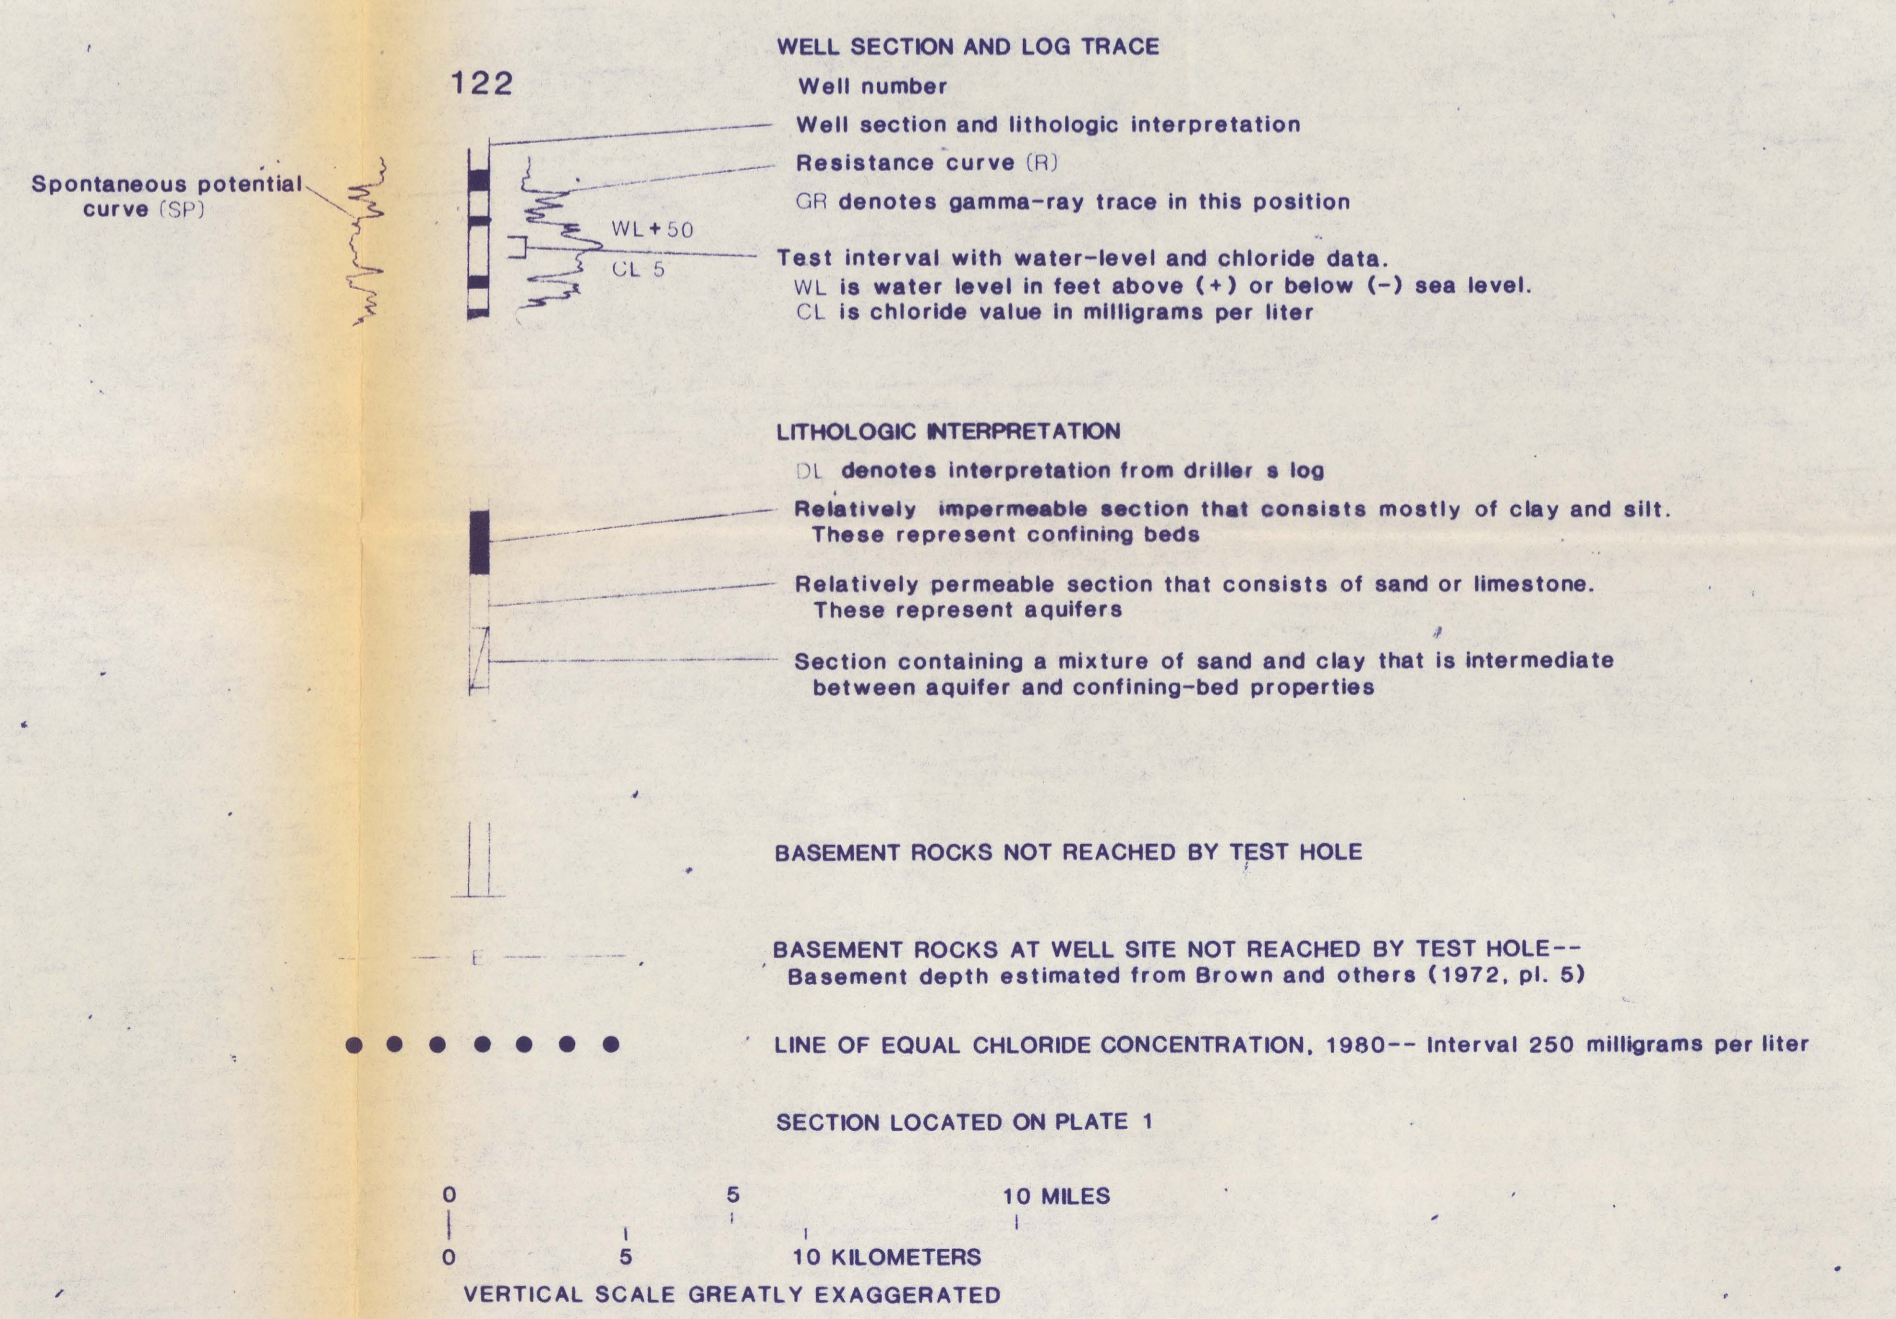 WELL SECTION AND LOG TRACE
122
Well number
Well section and lithologic interpretation
Resistance curve (R)
Spontaneous potential
curve (SP)
GR denotes gamma-ray trace in this position
WL+50
CL 5
Test interval with water-level and chloride data.
WL is water level in feet above (+) or below (-) sea level.
CL is chloride value in milligrams per liter
LITHOLOGIC INTERPRETATION
DL denotes interpretation from driller s log
Relatively impermeable section that consists mostly of clay and silt.
These represent confining beds
Relatively permeable section that consists of sand or limestone.
These represent aquifers
Section containing a mixture of sand and clay that is intermediate
between aquifer and confining-bed properties
BASEMENT ROCKS NOT REACHED BY TEST HOLE
E
BASEMENT ROCKS AT WELL SITE NOT REACHED BY TEST HOLE--
Basement depth estimated from Brown and others (1972, pl. 5)
LINE OF EQUAL CHLORIDE CONCENTRATION, 1980-- Interval 250 milligrams per liter
SECTION LOCATED ON PLATE 1
0 5 10 MILES
0 5 10 KILOMETERS
VERTICAL SCALE GREATLY EXAGGERATED